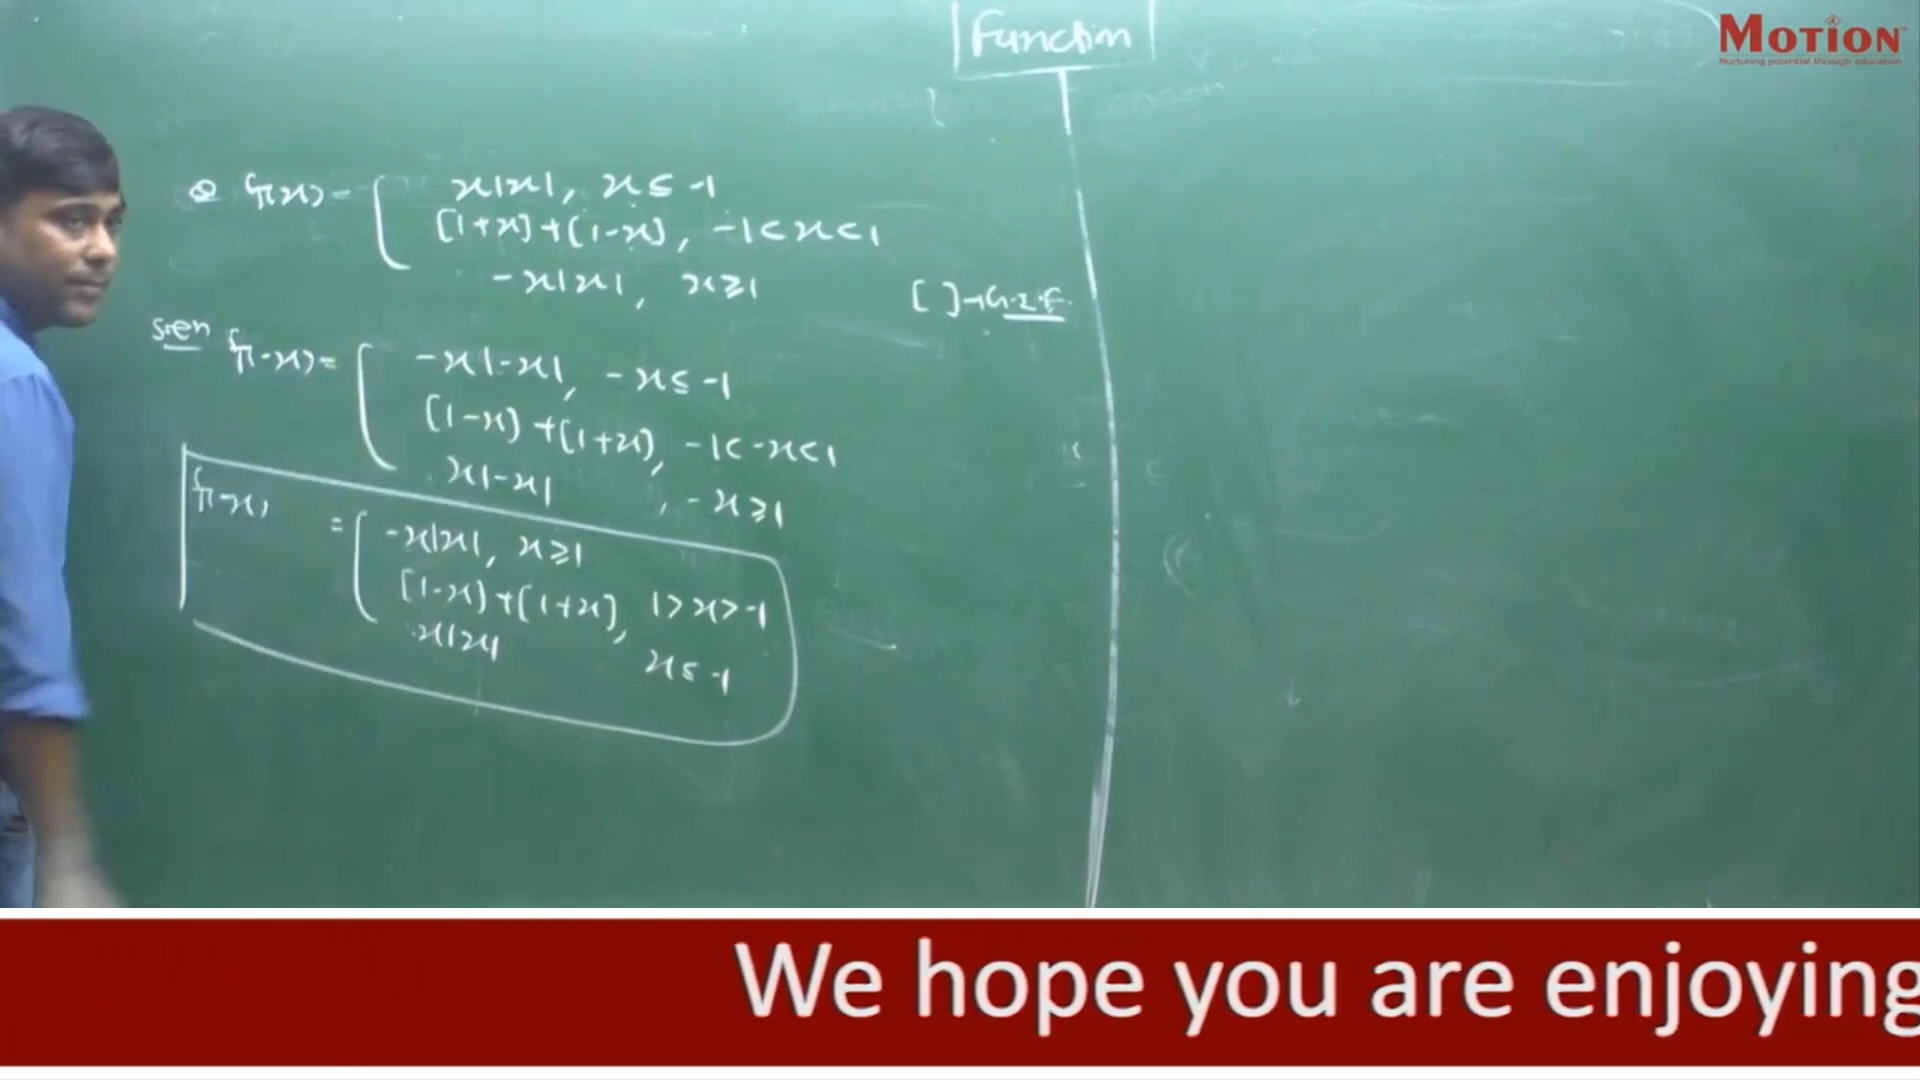 Function
MOTION
Nurturing potential through education
Q f(x) = { x|x|, x ≤ -1
[1+x]+[1-x], -1<x<1
-x|x|, x≥1
[ ]→G.I.F.
Solen f(-x) = { -x|-x|, -x ≤ -1
[1-x]+[1+x], -1<-x<1
x|-x|, -x≥1
f(-x) = { -x|x|, x≥1
[1-x]+[1+x], 1>x>-1
x|x| x≤-1
We hope you are enjoying